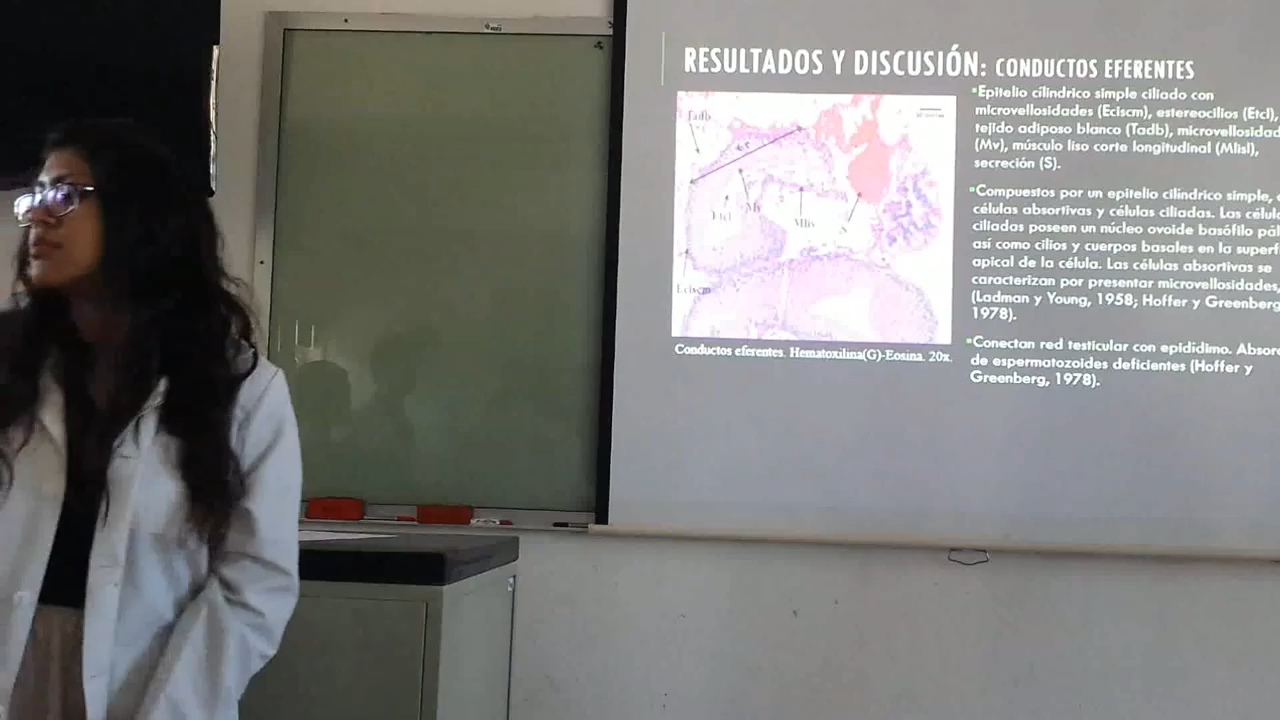 RESULTADOS Y DISCUSIÓN: CONDUCTOS EFERENTES
Tadb
Cr
Etcl
Mv
Mlisl
S
Eciscm
Conductos eferentes. Hematoxilina(G)-Eosina. 20x.
▪Epitelio cilíndrico simple ciliado con
microvellosidades (Eciscm), estereocilios (Etcl),
tejido adiposo blanco (Tadb), microvellosidad
(Mv), músculo liso corte longitudinal (Mlisl),
secreción (S).
▪Compuestos por un epitelio cilíndrico simple,
células absortivas y células ciliadas. Las célul
ciliadas poseen un núcleo ovoide basófilo pál
así como cilios y cuerpos basales en la superf
apical de la célula. Las células absortivas se
caracterizan por presentar microvellosidades,
(Ladman y Young, 1958; Hoffer y Greenberg
1978).
▪Conectan red testicular con epidídimo. Absor
de espermatozoides deficientes (Hoffer y
Greenberg, 1978).